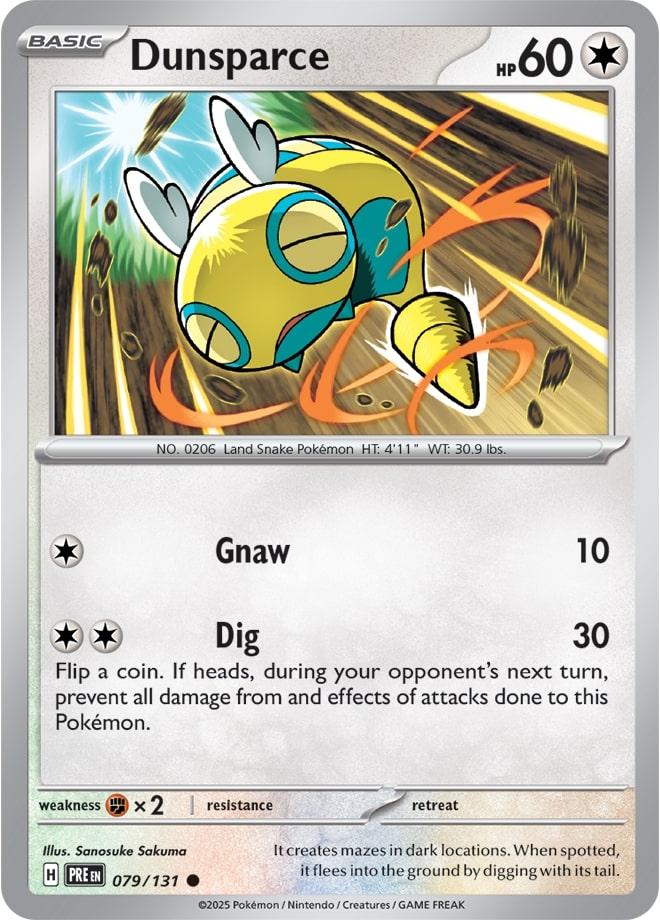 BASIC Dunsparce HP 60
NO. 0206 Land Snake Pokémon HT: 4'11" WT: 30.9 lbs.
Gnaw 10
Dig 30
Flip a coin. If heads, during your opponent's next turn,
prevent all damage from and effects of attacks done to this
Pokémon.
weakness ×2 resistance retreat
Illus. Sanosuke Sakuma
It creates mazes in dark locations. When spotted,
it flees into the ground by digging with its tail.
H PRE EN 079/131
©2025 Pokémon / Nintendo / Creatures / GAME FREAK